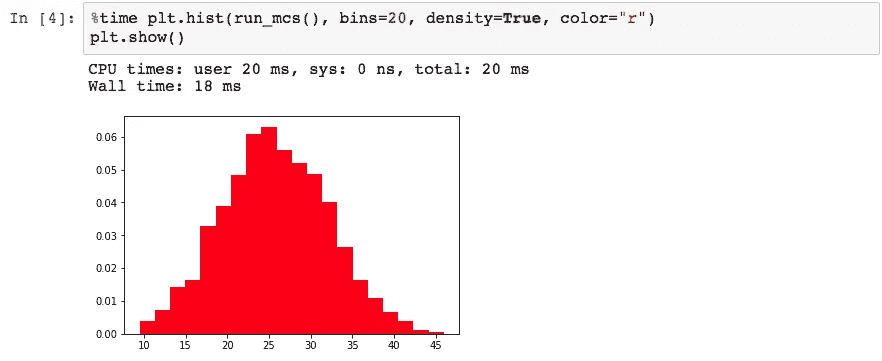 In [4]: %time plt.hist(run_mcs(), bins=20, density=True, color="r")
plt.show()
CPU times: user 20 ms, sys: 0 ns, total: 20 ms
Wall time: 18 ms
0.06
0.05
0.04
0.03
0.02
0.01
0.00
10 15 20 25 30 35 40 45